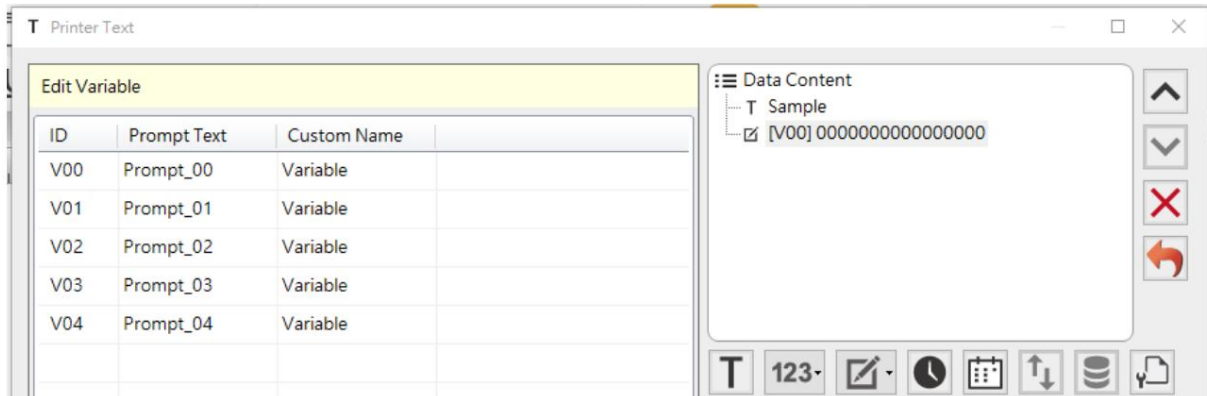 Printer Text
Edit Variable
ID Prompt Text Custom Name
V00 Prompt_00 Variable
V01 Prompt_01 Variable
V02 Prompt_02 Variable
V03 Prompt_03 Variable
V04 Prompt_04 Variable
Data Content
T Sample
[V00] 0000000000000000
T 123